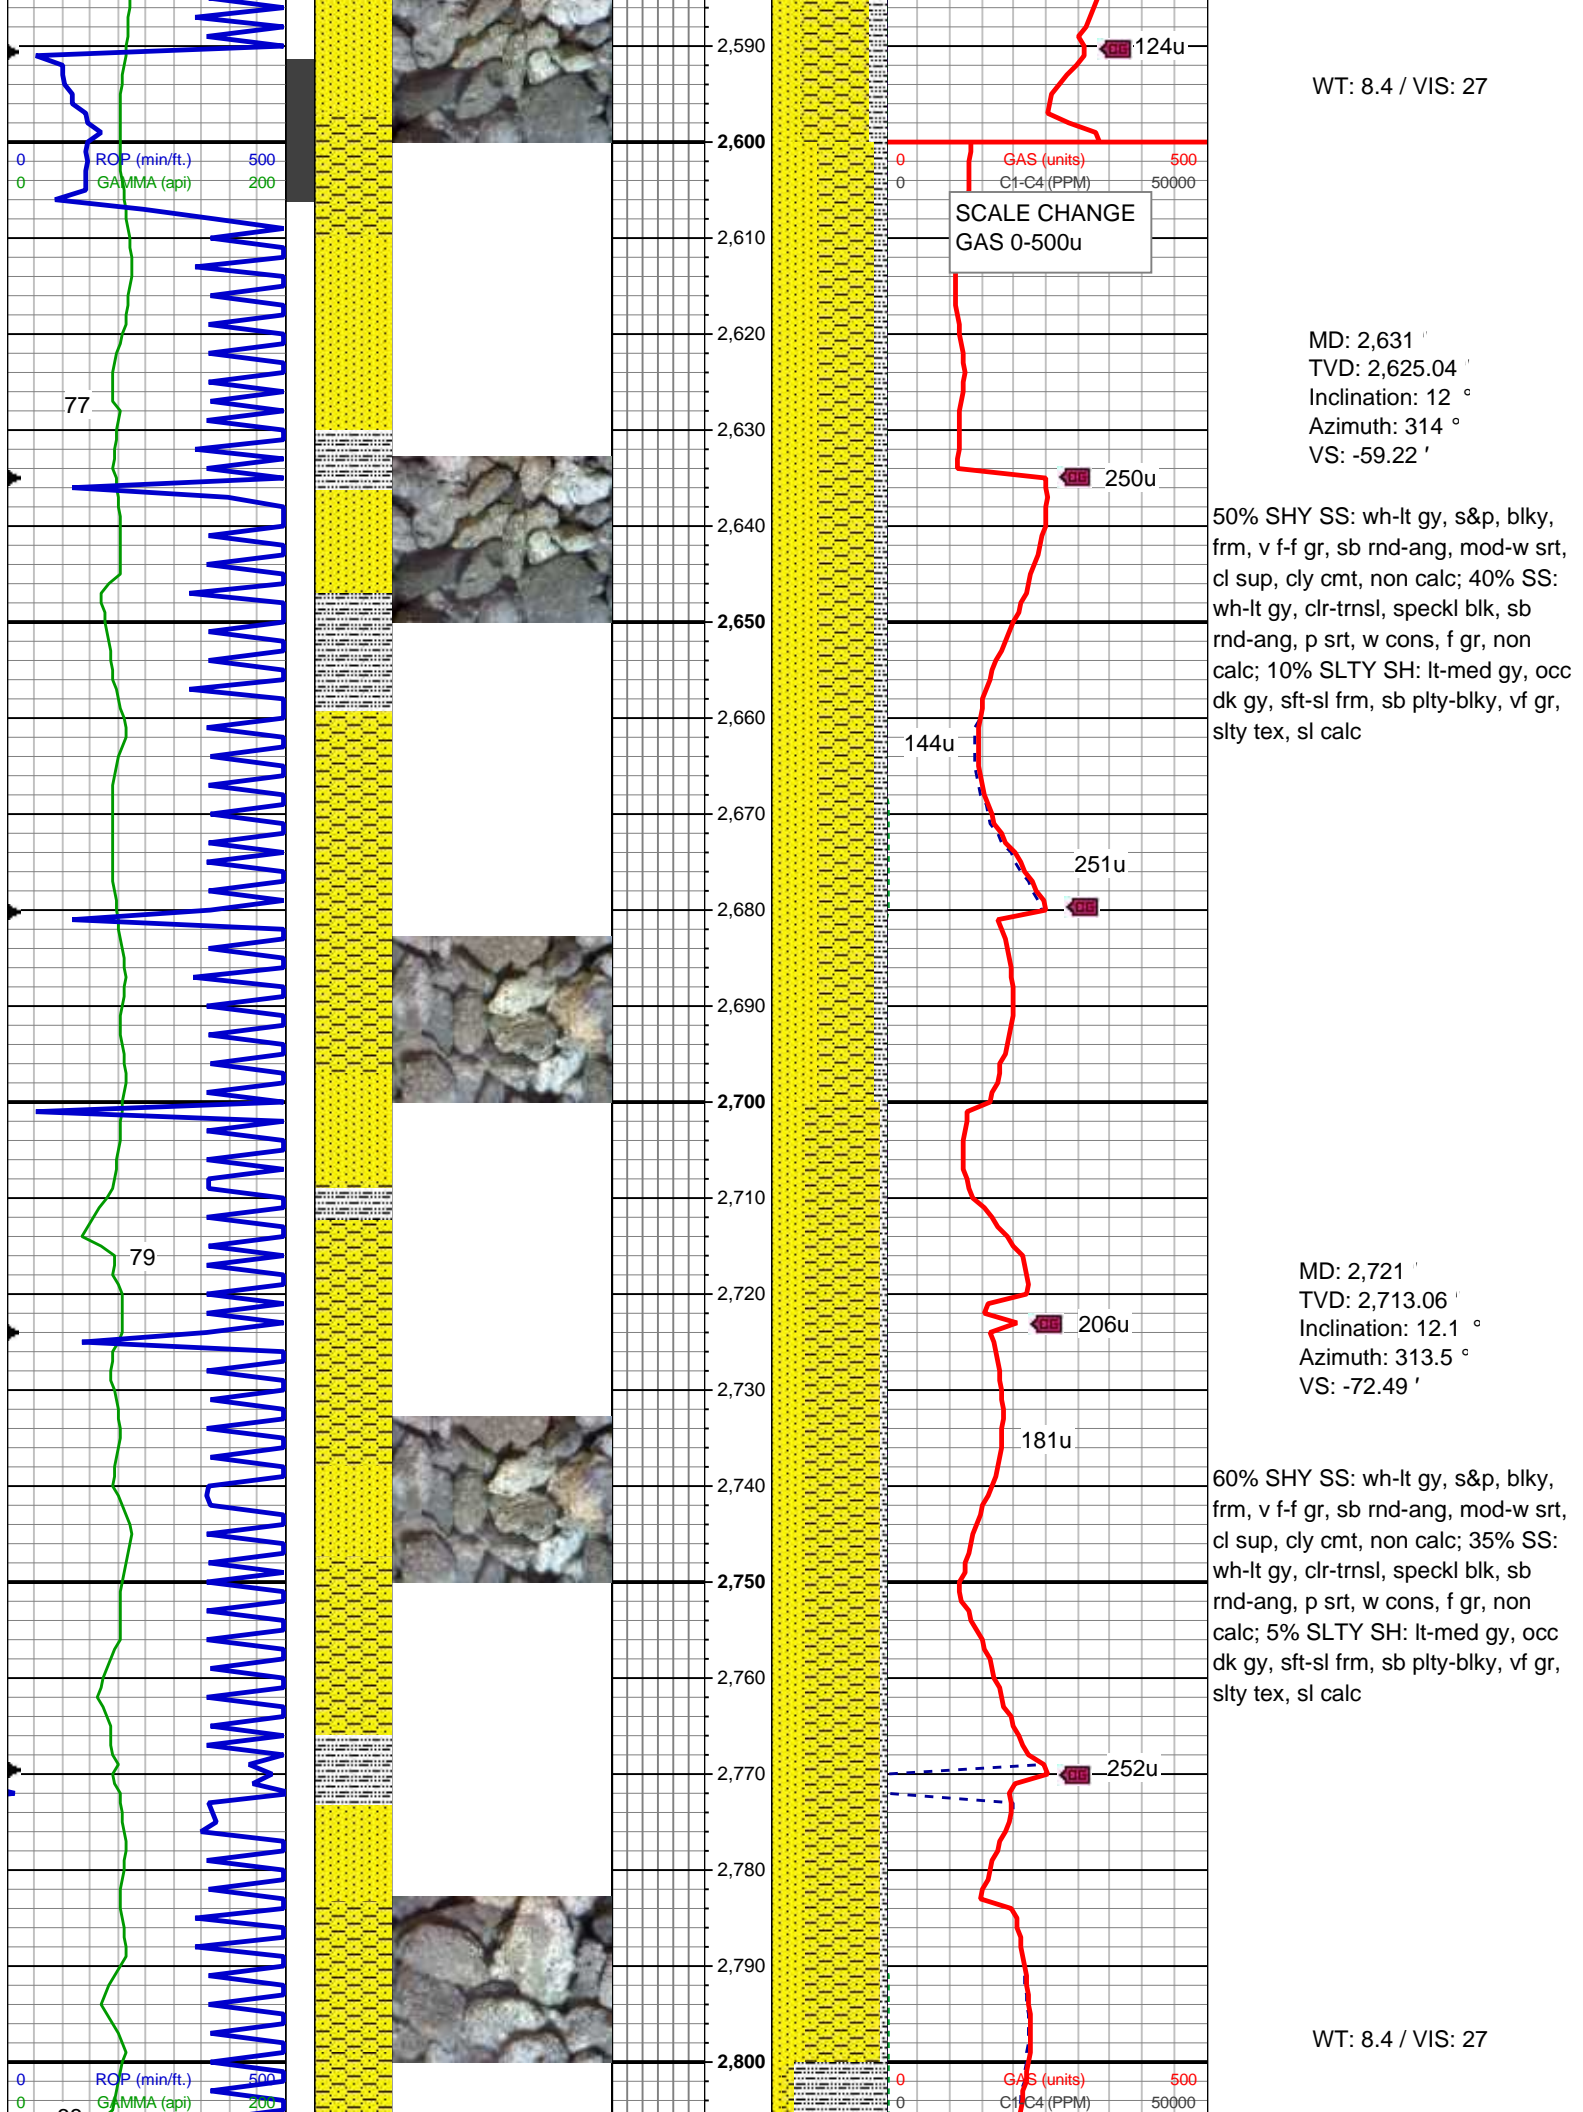 2,590
CG 124u
WT: 8.4 / VIS: 27
2,600
0 ROP (min/ft.) 500
0 GAMMA (api) 200
0 GAS (units) 500
0 C1-C4 (PPM) 50000
SCALE CHANGE
GAS 0-500u
2,610
2,620
MD: 2,631 '
TVD: 2,625.04 '
Inclination: 12 °
Azimuth: 314 °
VS: -59.22 '
77
2,630
CG 250u
50% SHY SS: wh-lt gy, s&p, blky,
frm, v f-f gr, sb rnd-ang, mod-w srt,
cl sup, cly cmt, non calc; 40% SS:
wh-lt gy, clr-trnsl, speckl blk, sb
rnd-ang, p srt, w cons, f gr, non
calc; 10% SLTY SH: lt-med gy, occ
dk gy, sft-sl frm, sb plty-blky, vf gr,
slty tex, sl calc
2,640
2,650
2,660
144u
2,670
251u
2,680
CG
2,690
2,700
2,710
79
2,720
MD: 2,721 '
TVD: 2,713.06 '
Inclination: 12.1 °
Azimuth: 313.5 °
VS: -72.49 '
CG 206u
2,730
181u
2,740
60% SHY SS: wh-lt gy, s&p, blky,
frm, v f-f gr, sb rnd-ang, mod-w srt,
cl sup, cly cmt, non calc; 35% SS:
wh-lt gy, clr-trnsl, speckl blk, sb
rnd-ang, p srt, w cons, f gr, non
calc; 5% SLTY SH: lt-med gy, occ
dk gy, sft-sl frm, sb plty-blky, vf gr,
slty tex, sl calc
2,750
2,760
2,770
CG 252u
2,780
2,790
WT: 8.4 / VIS: 27
2,800
0 ROP (min/ft.) 500
0 GAMMA (api) 200
0 GAS (units) 500
0 C1-C4 (PPM) 50000